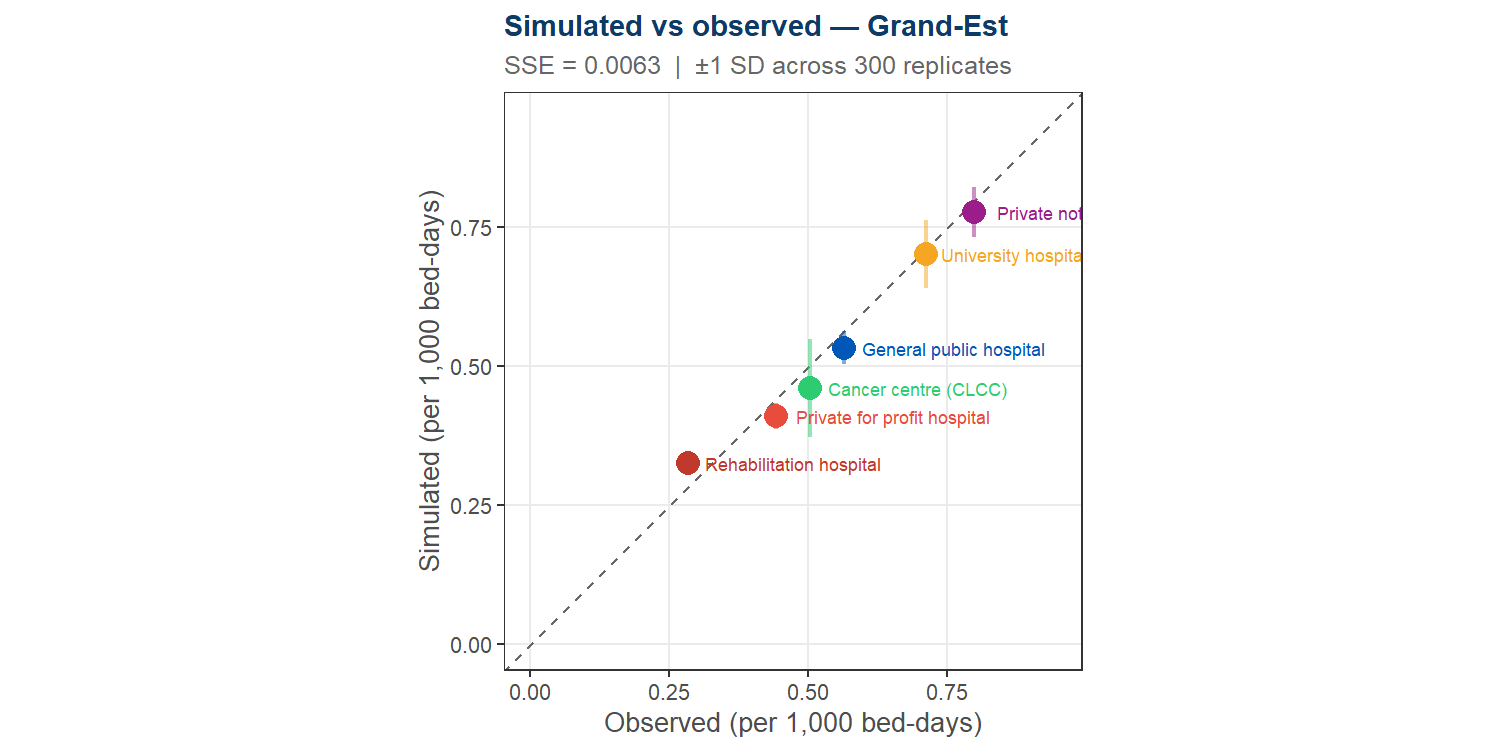 Simulated vs observed — Grand-Est
SSE = 0.0063 | ±1 SD across 300 replicates
Simulated (per 1,000 bed-days)
0.75
0.50
0.25
0.00
Private not
University hospita
General public hospital
Cancer centre (CLCC)
Private for profit hospital
Rehabilitation hospital
0.00 0.25 0.50 0.75
Observed (per 1,000 bed-days)